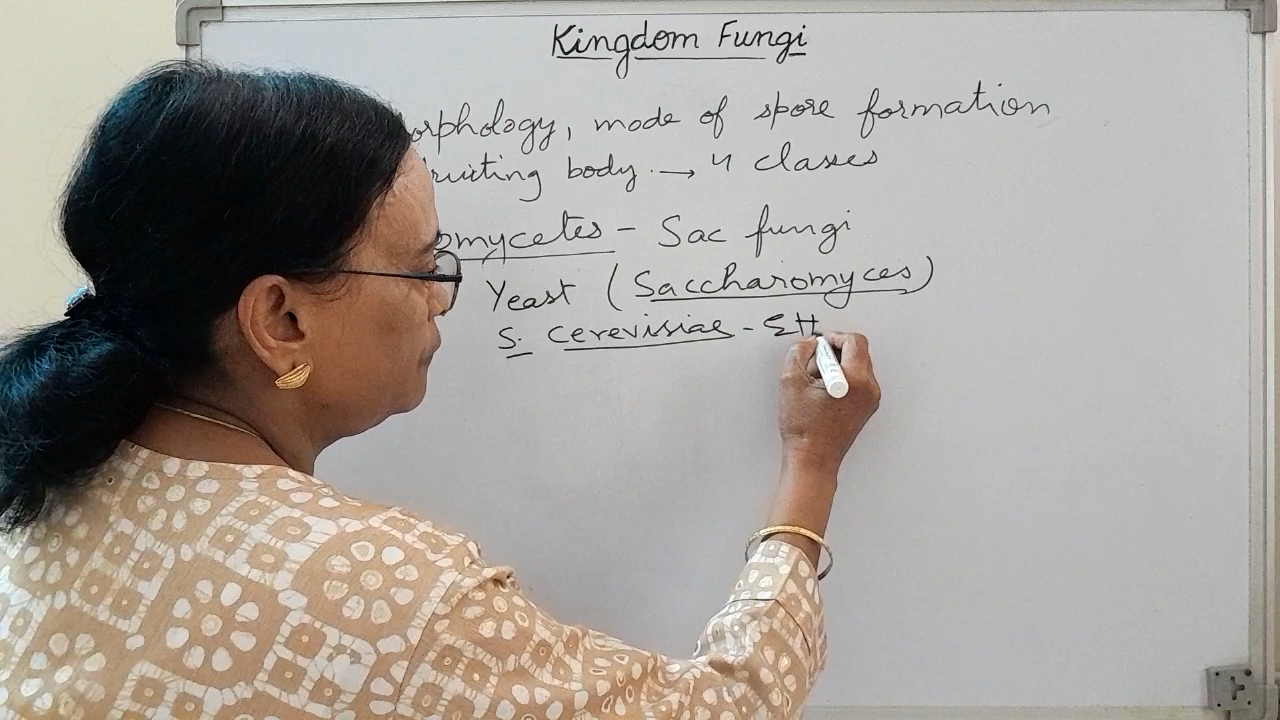 Kingdom Fungi
orphology, mode of spore formation
ruiting body. → 4 classes
omycetes - Sac fungi
Yeast (Saccharomyces)
S. cerevisiae -